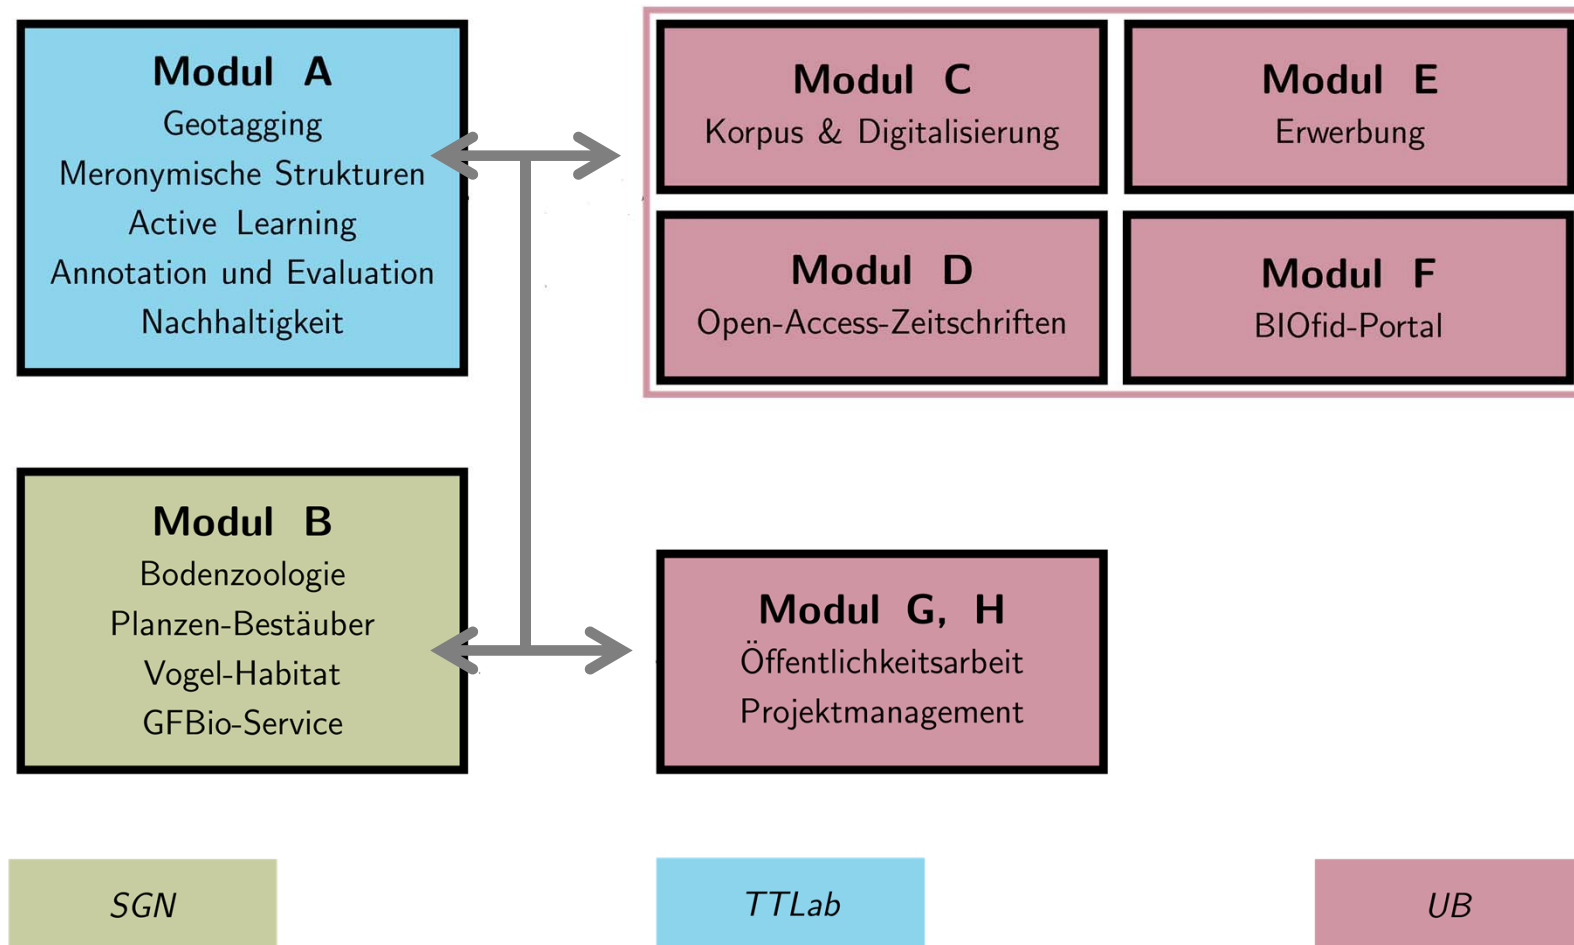 Modul A
Geotagging
Meronymische Strukturen
Active Learning
Annotation und Evaluation
Nachhaltigkeit
Modul C
Korpus & Digitalisierung
Modul E
Erwerbung
Modul D
Open-Access-Zeitschriften
Modul F
BIOfid-Portal
Modul B
Bodenzoologie
Planzen-Bestäuber
Vogel-Habitat
GFBio-Service
Modul G, H
Öffentlichkeitsarbeit
Projektmanagement
SGN
TTLab
UB